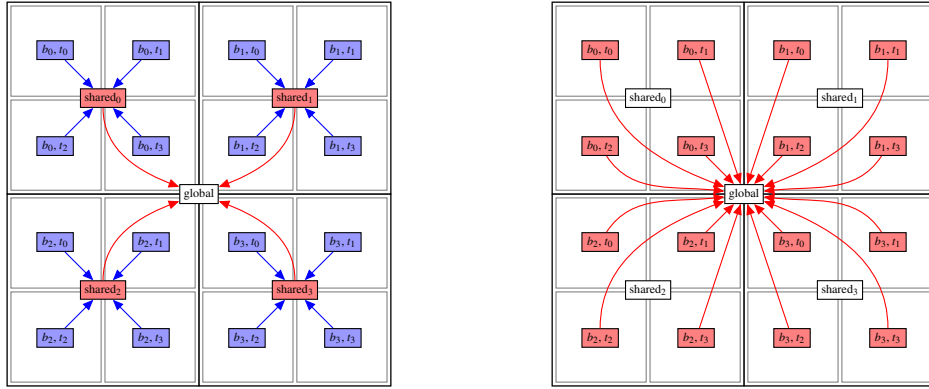 b₀, t₀ b₀, t₁ b₁, t₀ b₁, t₁
shared₀ shared₁
b₀, t₂ b₀, t₃ b₁, t₂ b₁, t₃
global
b₂, t₀ b₂, t₁ b₃, t₀ b₃, t₁
shared₂ shared₃
b₂, t₂ b₂, t₃ b₃, t₂ b₃, t₃
b₀, t₀ b₀, t₁ b₁, t₀ b₁, t₁
shared₀ shared₁
b₀, t₂ b₀, t₃ b₁, t₂ b₁, t₃
global
b₂, t₀ b₂, t₁ b₃, t₀ b₃, t₁
shared₂ shared₃
b₂, t₂ b₂, t₃ b₃, t₂ b₃, t₃